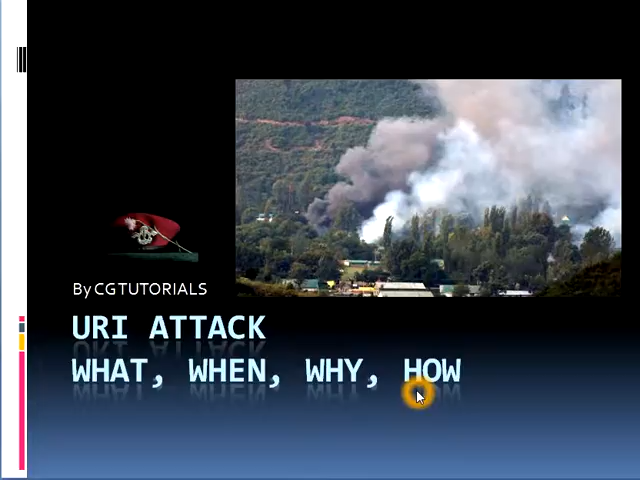 By CGTUTORIALS
URI ATTACK
WHAT, WHEN, WHY, HOW